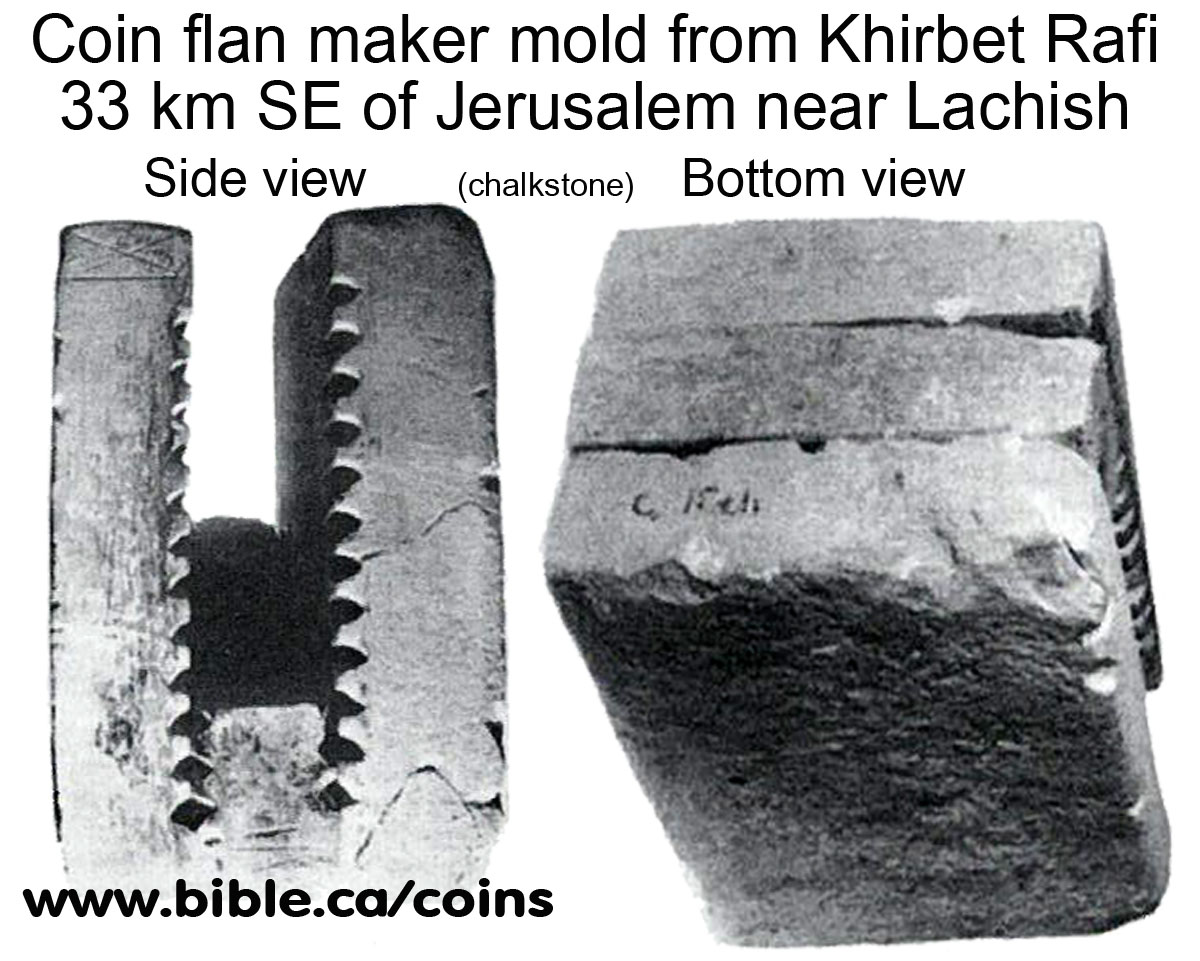 Coin flan maker mold from Khirbet Rafi
33 km SE of Jerusalem near Lachish
Side view (chalkstone) Bottom view
www.bible.ca/coins